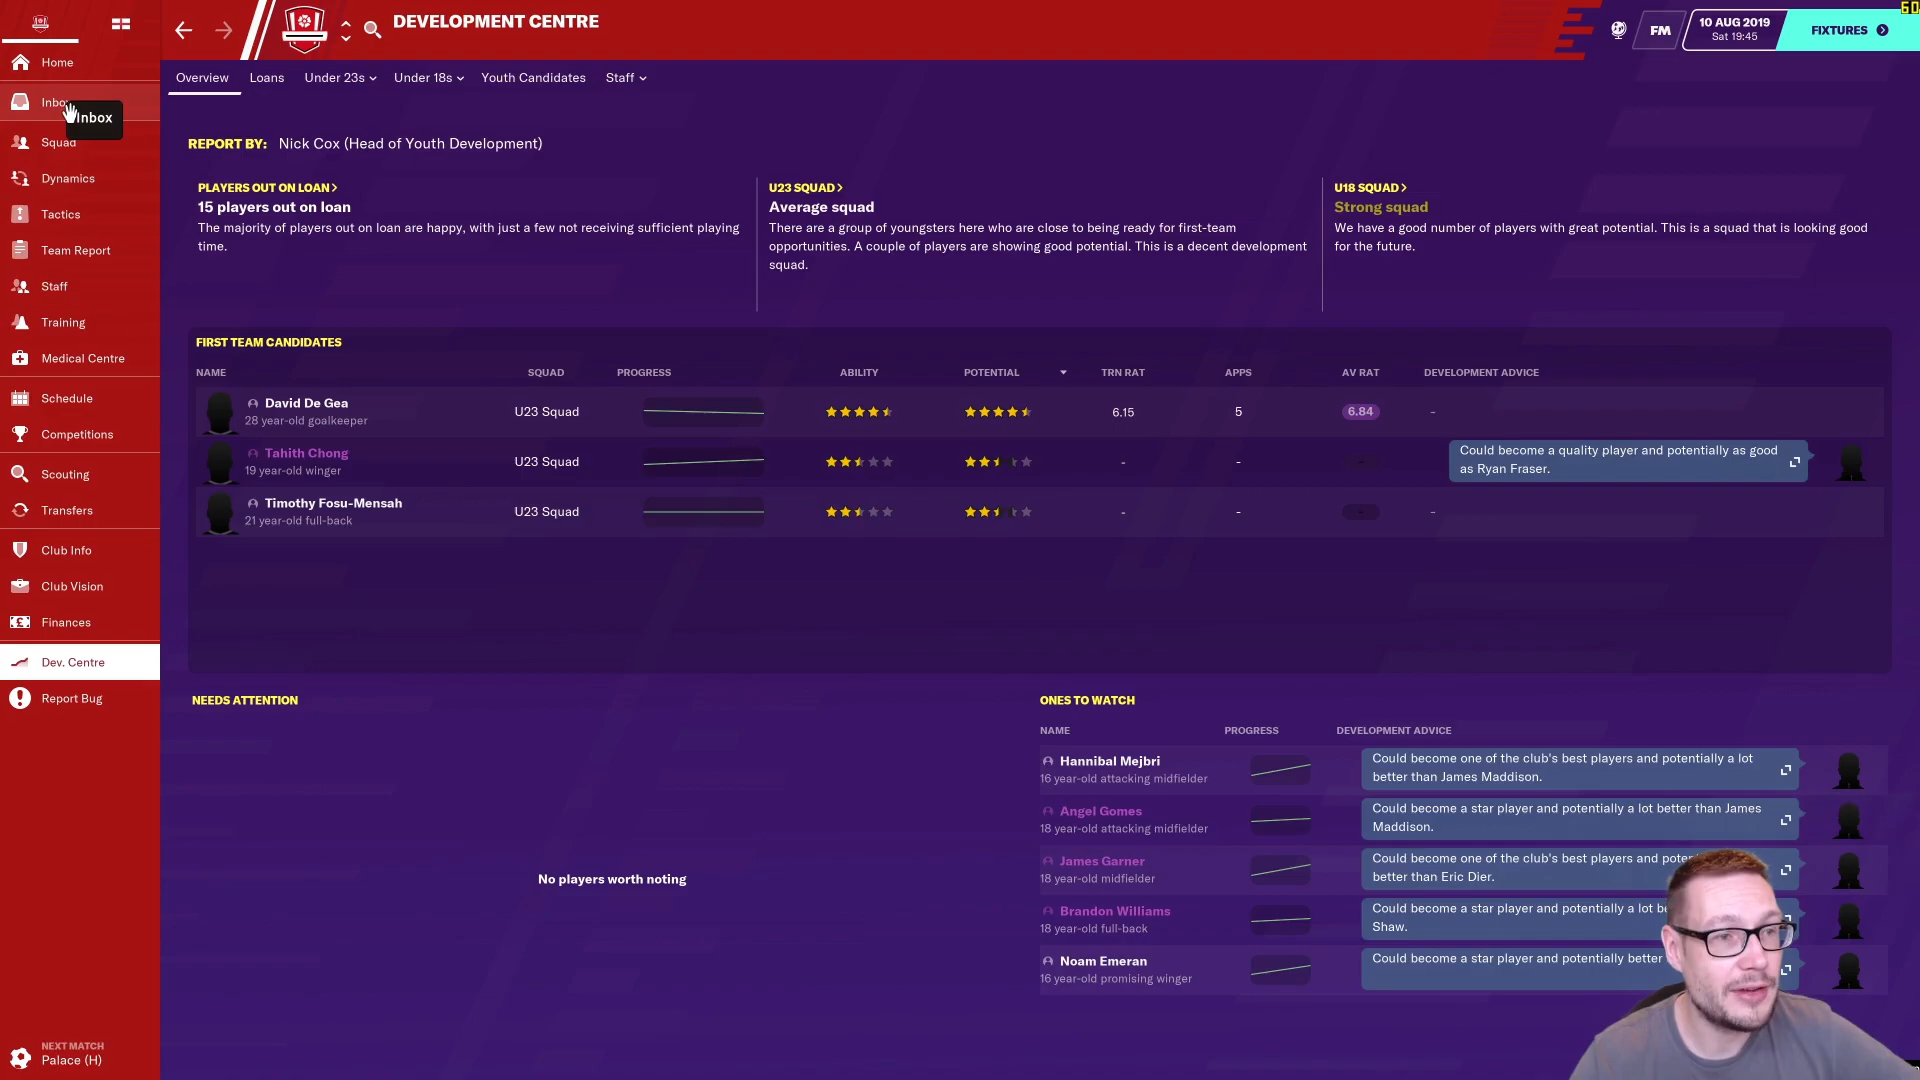 DEVELOPMENT CENTRE
FM
10 AUG 2019
Sat 19:45
FIXTURES
60
Home
Inbox
Inbox
Squad
Dynamics
Tactics
Team Report
Staff
Training
Medical Centre
Schedule
Competitions
Scouting
Transfers
Club Info
Club Vision
Finances
Dev. Centre
Report Bug
NEXT MATCH
Palace (H)
Overview Loans Under 23s Under 18s Youth Candidates Staff
REPORT BY: Nick Cox (Head of Youth Development)
PLAYERS OUT ON LOAN >
15 players out on loan
The majority of players out on loan are happy, with just a few not receiving sufficient playing
time.
U23 SQUAD >
Average squad
There are a group of youngsters here who are close to being ready for first-team
opportunities. A couple of players are showing good potential. This is a decent development
squad.
U18 SQUAD >
Strong squad
We have a good number of players with great potential. This is a squad that is looking good
for the future.
FIRST TEAM CANDIDATES
NAME SQUAD PROGRESS ABILITY POTENTIAL TRN RAT APPS AV RAT DEVELOPMENT ADVICE
David De Gea
28 year-old goalkeeper
U23 Squad 6.15 5 6.84 -
Tahith Chong
19 year-old winger
U23 Squad - - -
Could become a quality player and potentially as good
as Ryan Fraser.
Timothy Fosu-Mensah
21 year-old full-back
U23 Squad - - - -
NEEDS ATTENTION
No players worth noting
ONES TO WATCH
NAME PROGRESS DEVELOPMENT ADVICE
Hannibal Mejbri
16 year-old attacking midfielder
Could become one of the club's best players and potentially a lot
better than James Maddison.
Angel Gomes
18 year-old attacking midfielder
Could become a star player and potentially a lot better than James
Maddison.
James Garner
18 year-old midfielder
Could become one of the club's best players and
better than Eric Dier.
Brandon Williams
18 year-old full-back
Could become a star player and potentially a lot
Shaw.
Noam Emeran
16 year-old promising winger
Could become a star player and potentially better